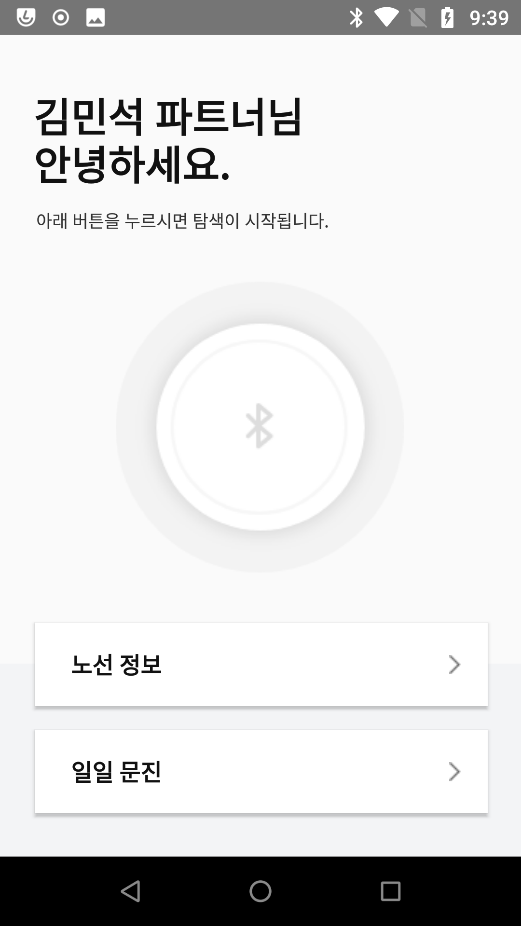 9:39
김민석 파트너님
안녕하세요.
아래 버튼을 누르시면 탐색이 시작됩니다.
노선 정보
일일 문진